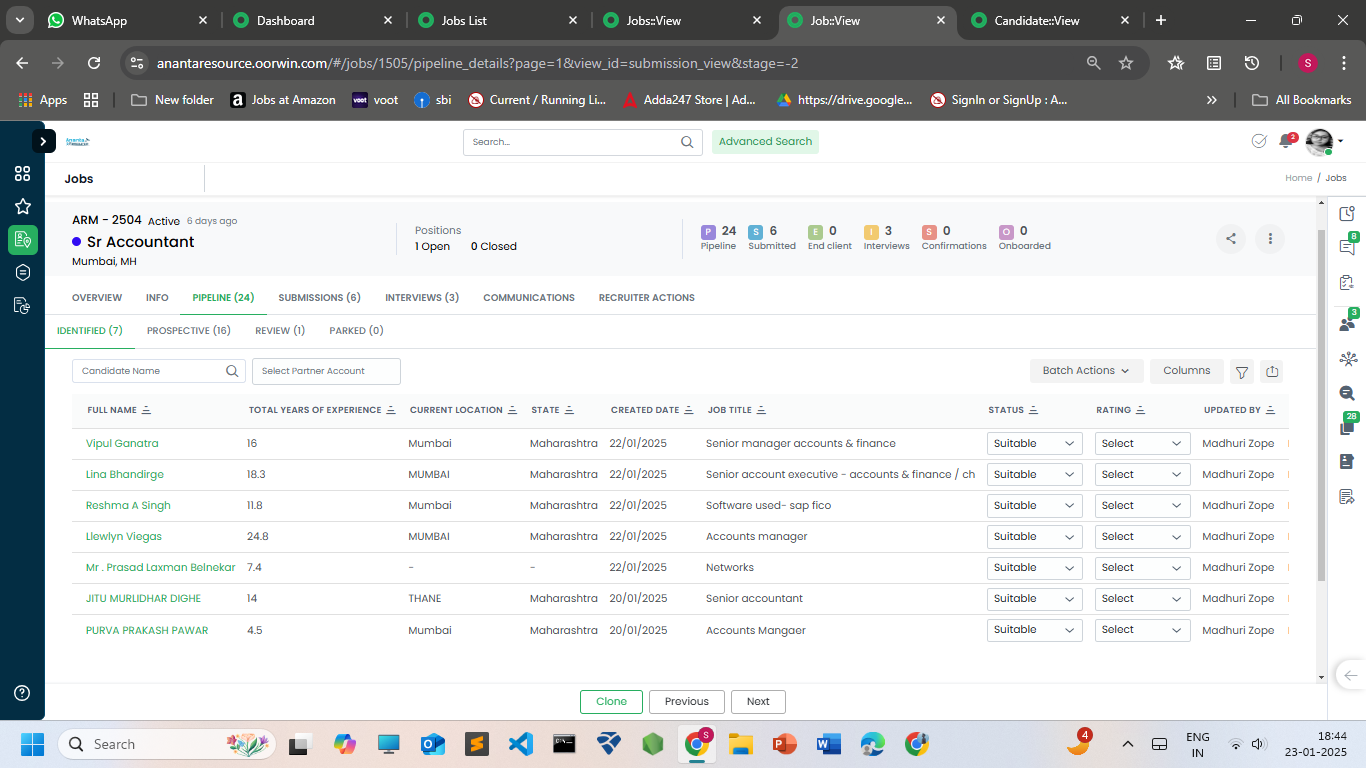 WhatsApp
Dashboard
Jobs List
Jobs::View
Job::View
Candidate::View
anantaresource.oorwin.com/#/jobs/1505/pipeline_details?page=1&view_id=submission_view&stage=-2
S
Apps
New folder
a Jobs at Amazon
voot voot
sbi
Current / Running Li...
Adda247 Store | Ad...
https://drive.google...
SignIn or SignUp : A...
All Bookmarks
Search...
Advanced Search
2
Jobs
Home / Jobs
ARM - 2504 Active 6 days ago
Sr Accountant
Mumbai, MH
Positions
1 Open 0 Closed
P 24 Pipeline
S 6 Submitted
E 0 End client
I 3 Interviews
S 0 Confirmations
O 0 Onboarded
OVERVIEW INFO PIPELINE (24) SUBMISSIONS (6) INTERVIEWS (3) COMMUNICATIONS RECRUITER ACTIONS
IDENTIFIED (7) PROSPECTIVE (16) REVIEW (1) PARKED (0)
Candidate Name Select Partner Account Batch Actions Columns
FULL NAME TOTAL YEARS OF EXPERIENCE CURRENT LOCATION STATE CREATED DATE JOB TITLE STATUS RATING UPDATED BY
Vipul Ganatra 16 Mumbai Maharashtra 22/01/2025 Senior manager accounts & finance Suitable Select Madhuri Zope
Lina Bhandirge 18.3 MUMBAI Maharashtra 22/01/2025 Senior account executive - accounts & finance / ch Suitable Select Madhuri Zope
Reshma A Singh 11.8 Mumbai Maharashtra 22/01/2025 Software used- sap fico Suitable Select Madhuri Zope
Llewlyn Viegas 24.8 MUMBAI Maharashtra 22/01/2025 Accounts manager Suitable Select Madhuri Zope
Mr . Prasad Laxman Belnekar 7.4 - - 22/01/2025 Networks Suitable Select Madhuri Zope
JITU MURLIDHAR DIGHE 14 THANE Maharashtra 20/01/2025 Senior accountant Suitable Select Madhuri Zope
PURVA PRAKASH PAWAR 4.5 Mumbai Maharashtra 20/01/2025 Accounts Mangaer Suitable Select Madhuri Zope
8
3
28
Clone Previous Next
Search
S
4
ENG
IN
18:44
23-01-2025